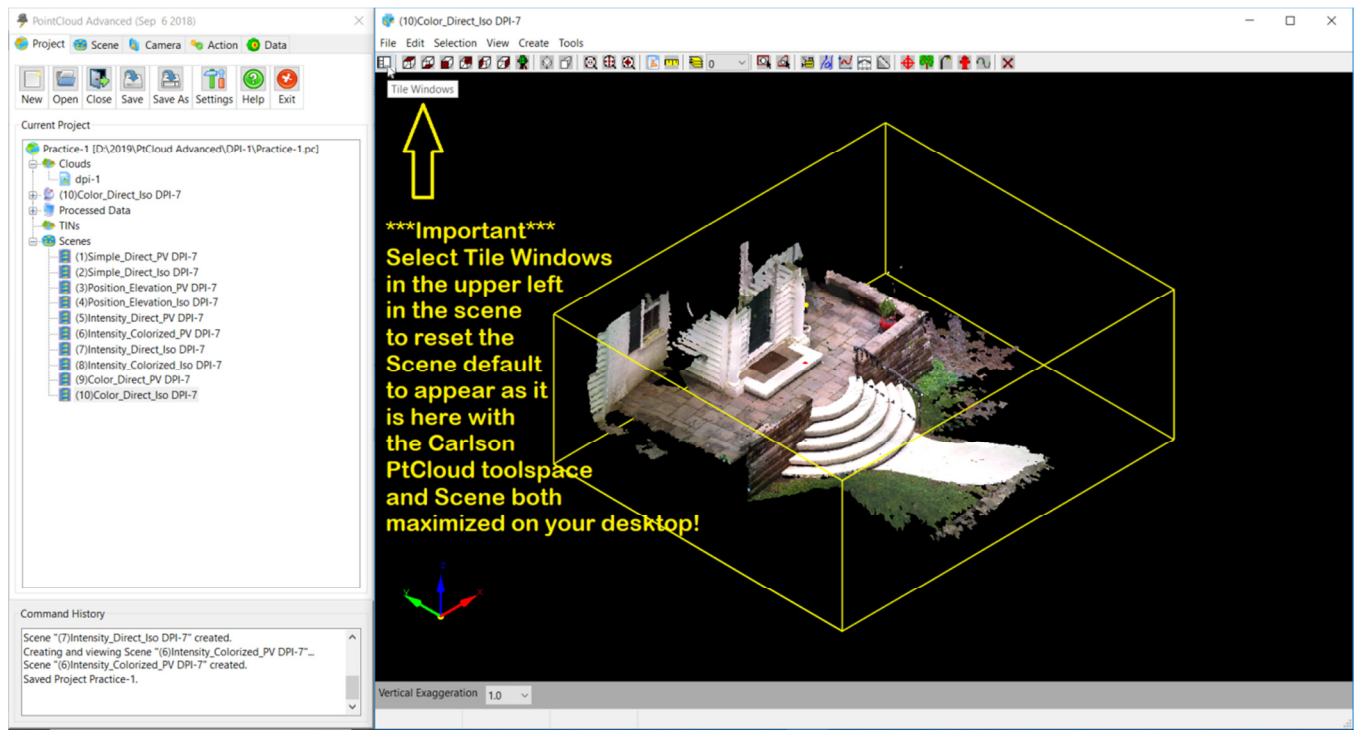 PointCloud Advanced (Sep 6 2018)
Project Scene Camera Action Data
New Open Close Save Save As Settings Help Exit
Current Project
Practice-1 [D:\2019\PtCloud Advanced\DPI-1\Practice-1.pc]
Clouds
dpi-1
(10)Color_Direct_Iso DPI-7
Processed Data
TINs
Scenes
(1)Simple_Direct_PV DPI-7
(2)Simple_Direct_Iso DPI-7
(3)Position_Elevation_PV DPI-7
(4)Position_Elevation_Iso DPI-7
(5)Intensity_Direct_PV DPI-7
(6)Intensity_Colorized_PV DPI-7
(7)Intensity_Direct_Iso DPI-7
(8)Intensity_Colorized_Iso DPI-7
(9)Color_Direct_PV DPI-7
(10)Color_Direct_Iso DPI-7
Command History
Scene "(7)Intensity_Direct_Iso DPI-7" created.
Creating and viewing Scene "(6)Intensity_Colorized_PV DPI-7"...
Scene "(6)Intensity_Colorized_PV DPI-7" created.
Saved Project Practice-1.
(10)Color_Direct_Iso DPI-7
File Edit Selection View Create Tools
0
Tile Windows
***Important***
Select Tile Windows
in the upper left
in the scene
to reset the
Scene default
to appear as it
is here with
the Carlson
PtCloud toolspace
and Scene both
maximized on your desktop!
Z
Y X
Vertical Exaggeration 1.0